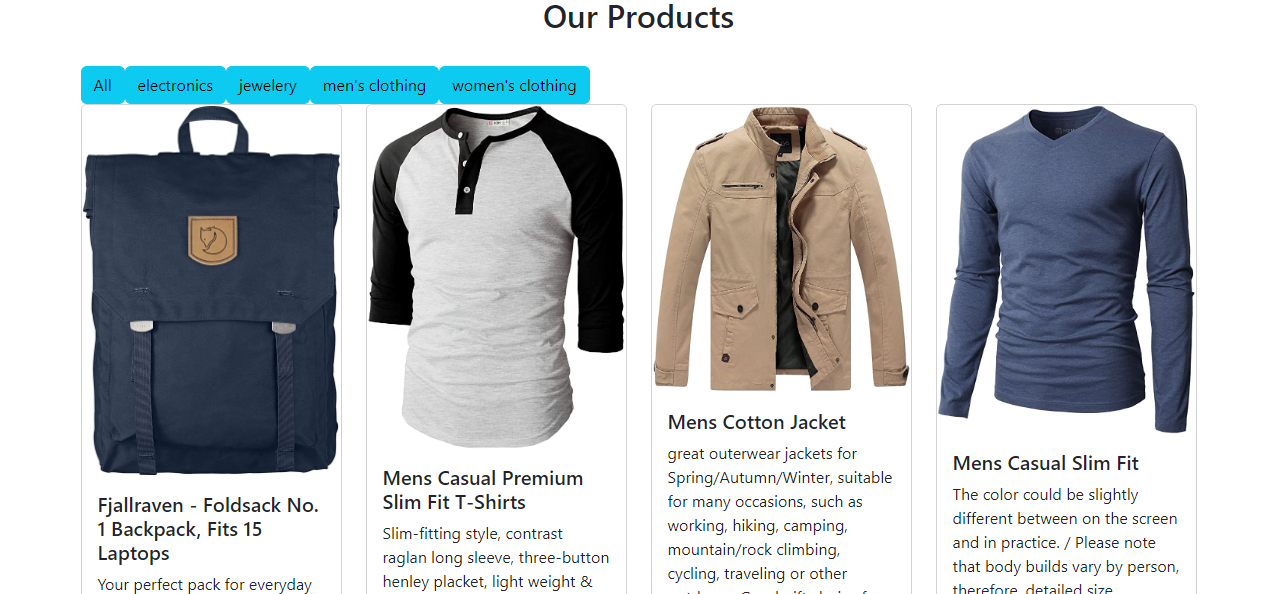 Our Products
All electronics jewelery men's clothing women's clothing
Fjallraven - Foldsack No.
1 Backpack, Fits 15
Laptops
Your perfect pack for everyday
Mens Casual Premium
Slim Fit T-Shirts
Slim-fitting style, contrast
raglan long sleeve, three-button
henley placket, light weight &
Mens Cotton Jacket
great outerwear jackets for
Spring/Autumn/Winter, suitable
for many occasions, such as
working, hiking, camping,
mountain/rock climbing,
cycling, traveling or other
Mens Casual Slim Fit
The color could be slightly
different between on the screen
and in practice. / Please note
that body builds vary by person,
therefore, detailed size